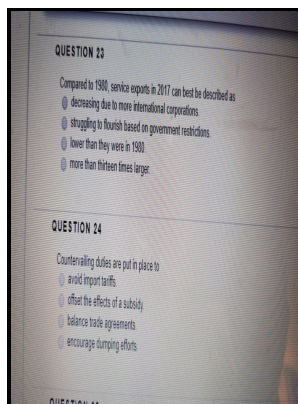 QUESTION 23
Compared to 1980, service exports in 2017 can best be described as
decreasing due to more international corporations.
struggling to flourish based on government restrictions.
lower than they were in 1980.
more than thirteen times larger.
QUESTION 24
Countervailing duties are put in place to
avoid import tariffs.
offset the effects of a subsidy.
balance trade agreements.
encourage dumping efforts.
QUESTION